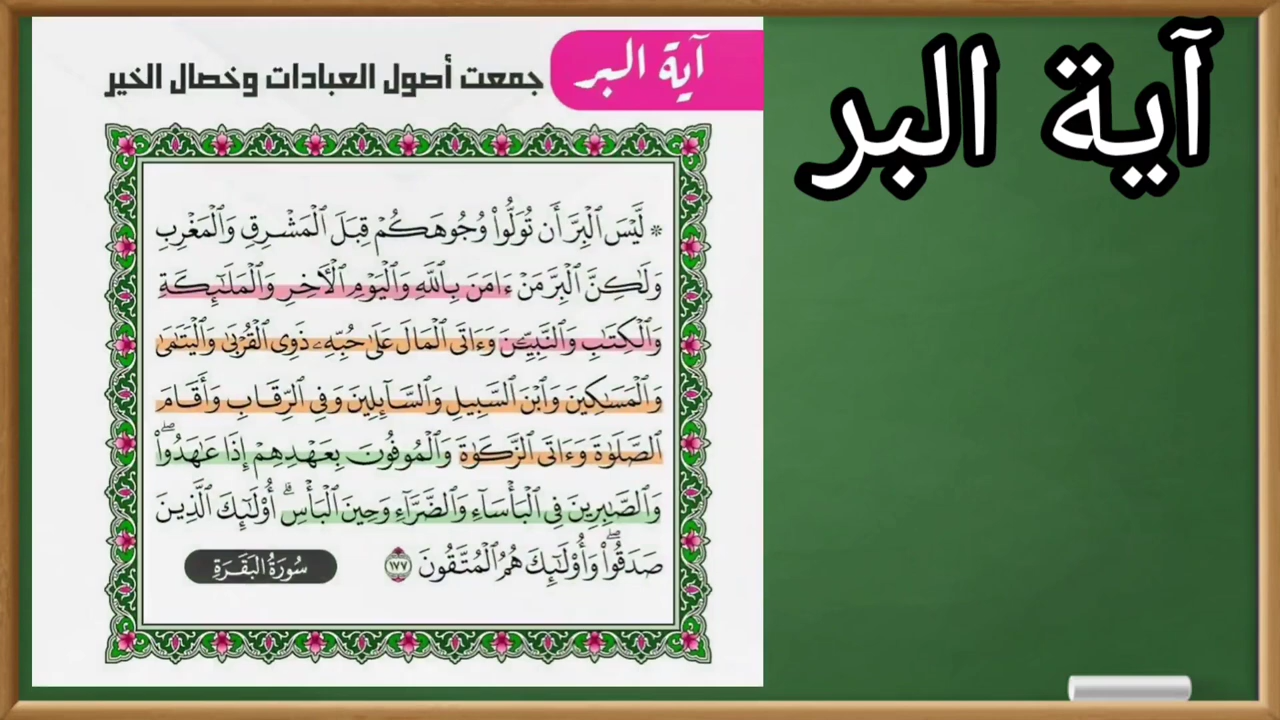 آية البر
آية البر
جمعت أصول العبادات وخصال الخير
۞ لَّيْسَ ٱلْبِرَّ أَن تُوَلُّوا۟ وُجُوهَكُمْ قِبَلَ ٱلْمَشْرِقِ وَٱلْمَغْرِبِ
وَلَٰكِنَّ ٱلْبِرَّ مَنْ ءَامَنَ بِٱللَّهِ وَٱلْيَوْمِ ٱلْأَخِرِ وَٱلْمَلَٰٓئِكَةِ
وَٱلْكِتَٰبِ وَٱلنَّبِيِّۦنَ وَءَاتَى ٱلْمَالَ عَلَىٰ حُبِّهِۦ ذَوِى ٱلْقُرْبَىٰ وَٱلْيَتَٰمَىٰ
وَٱلْمَسَٰكِينَ وَٱبْنَ ٱلسَّبِيلِ وَٱلسَّآئِلِينَ وَفِى ٱلرِّقَابِ وَأَقَامَ
ٱلصَّلَوٰةَ وَءَاتَى ٱلزَّكَوٰةَ وَٱلْمُوفُونَ بِعَهْدِهِمْ إِذَا عَٰهَدُوا۟ۖ
وَٱلصَّٰبِرِينَ فِى ٱلْبَأْسَآءِ وَٱلضَّرَّآءِ وَحِينَ ٱلْبَأْسِۗ أُو۟لَٰٓئِكَ ٱلَّذِينَ
صَدَقُوا۟ۖ وَأُو۟لَٰٓئِكَ هُمُ ٱلْمُتَّقُونَ ١٧٧
سُورَةُ البَقَرَةِ